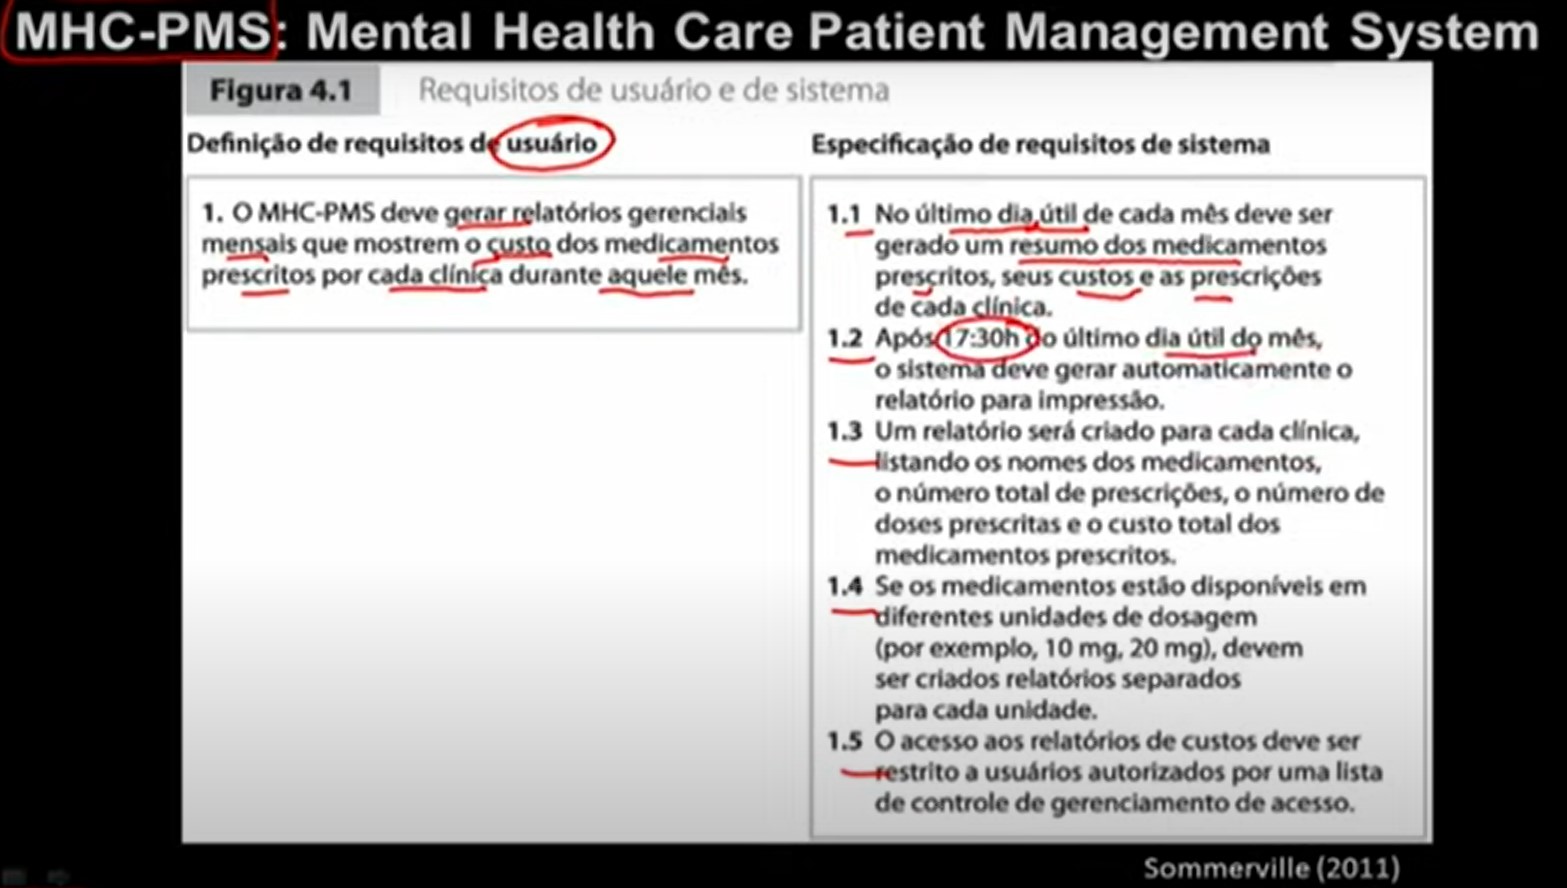 MHC-PMS: Mental Health Care Patient Management System
Figura 4.1 Requisitos de usuário e de sistema
Definição de requisitos de usuário
1. O MHC-PMS deve gerar relatórios gerenciais
mensais que mostrem o custo dos medicamentos
prescritos por cada clínica durante aquele mês.
Especificação de requisitos de sistema
1.1 No último dia útil de cada mês deve ser
gerado um resumo dos medicamentos
prescritos, seus custos e as prescrições
de cada clínica.
1.2 Após 17:30h do último dia útil do mês,
o sistema deve gerar automaticamente o
relatório para impressão.
1.3 Um relatório será criado para cada clínica,
listando os nomes dos medicamentos,
o número total de prescrições, o número de
doses prescritas e o custo total dos
medicamentos prescritos.
1.4 Se os medicamentos estão disponíveis em
diferentes unidades de dosagem
(por exemplo, 10 mg, 20 mg), devem
ser criados relatórios separados
para cada unidade.
1.5 O acesso aos relatórios de custos deve ser
restrito a usuários autorizados por uma lista
de controle de gerenciamento de acesso.
Sommerville (2011)